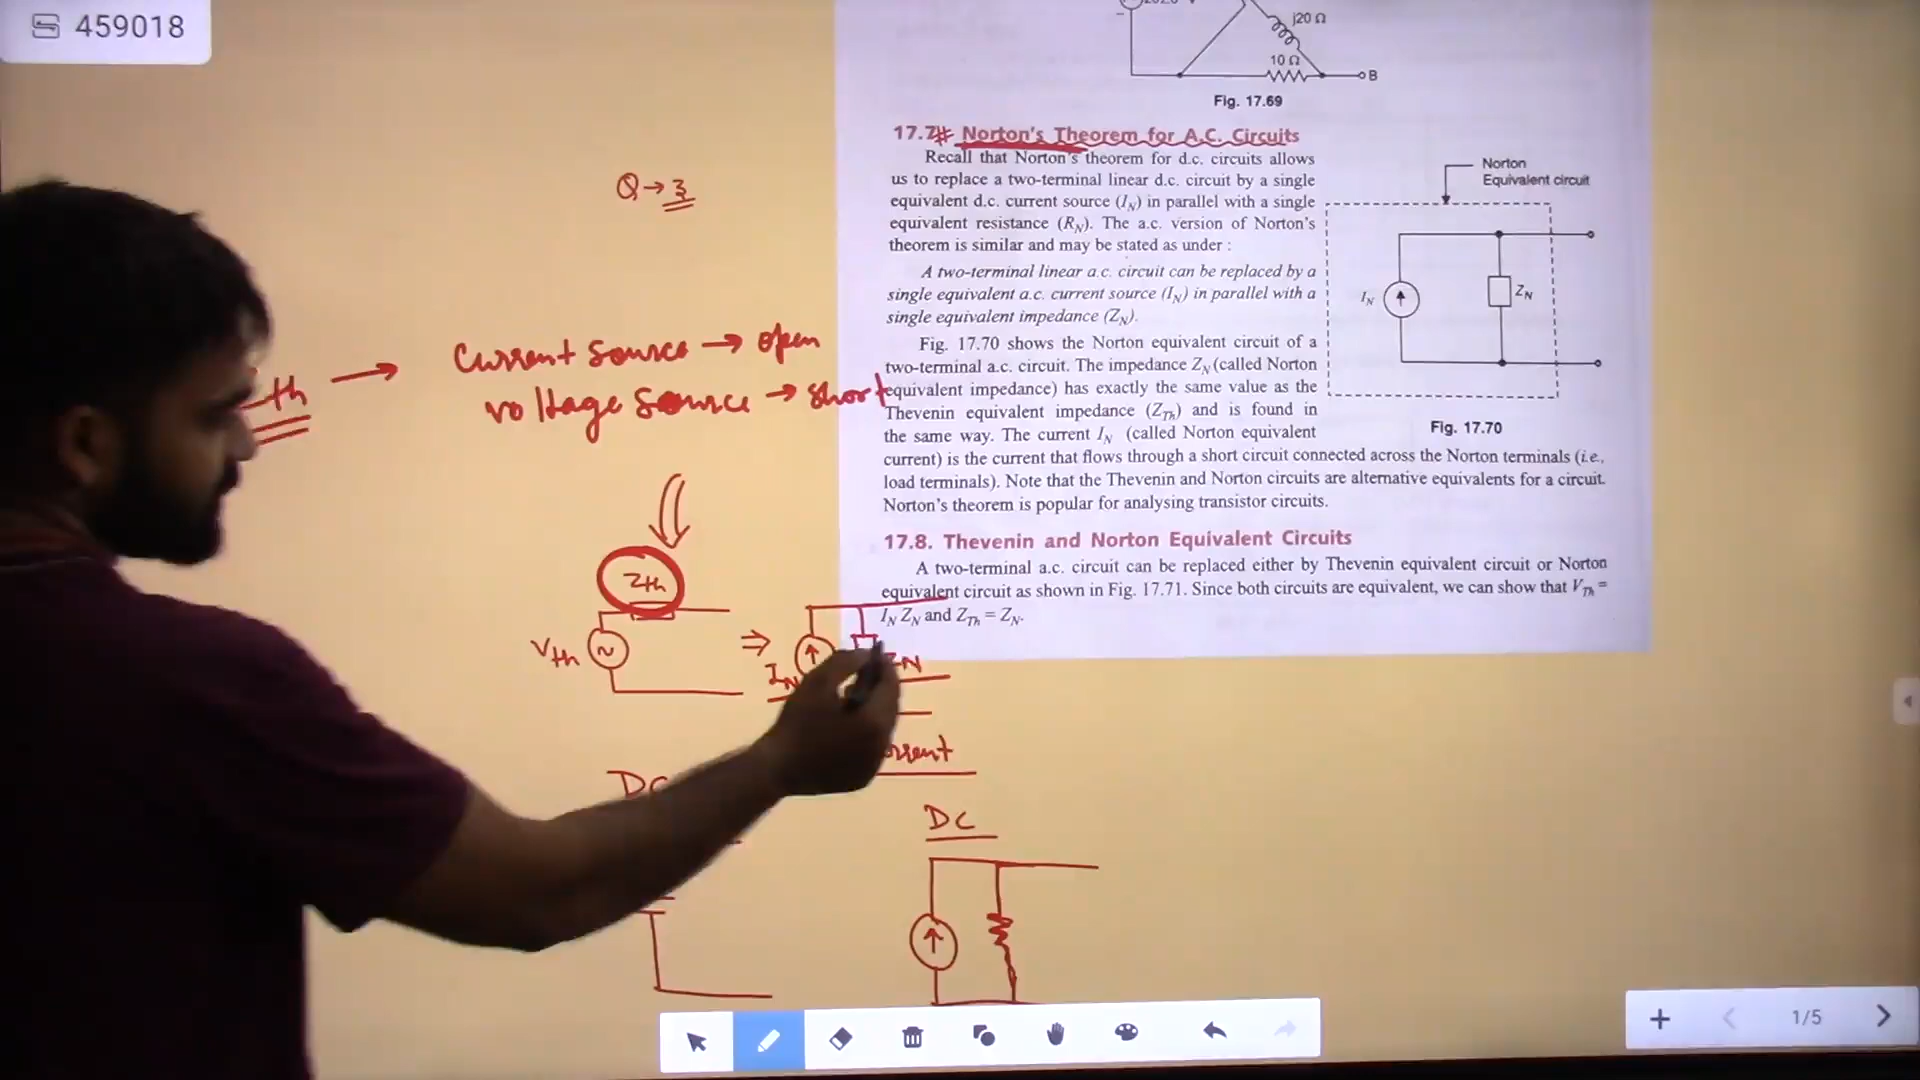 459018
j20 Ω
10 Ω
B
Fig. 17.69
17.7# Norton's Theorem for A.C. Circuits
Recall that Norton's theorem for d.c. circuits allows
us to replace a two-terminal linear d.c. circuit by a single
equivalent d.c. current source (IN) in parallel with a single
equivalent resistance (RN). The a.c. version of Norton's
theorem is similar and may be stated as under :
A two-terminal linear a.c. circuit can be replaced by a
single equivalent a.c. current source (IN) in parallel with a
single equivalent impedance (ZN).
Fig. 17.70 shows the Norton equivalent circuit of a
two-terminal a.c. circuit. The impedance ZN (called Norton
equivalent impedance) has exactly the same value as the
Thevenin equivalent impedance (ZTh) and is found in
the same way. The current IN (called Norton equivalent
current) is the current that flows through a short circuit connected across the Norton terminals (i.e.,
load terminals). Note that the Thevenin and Norton circuits are alternative equivalents for a circuit.
Norton's theorem is popular for analysing transistor circuits.
Norton
Equivalent circuit
IN
ZN
Fig. 17.70
17.8. Thevenin and Norton Equivalent Circuits
A two-terminal a.c. circuit can be replaced either by Thevenin equivalent circuit or Norton
equivalent circuit as shown in Fig. 17.71. Since both circuits are equivalent, we can show that VTh =
IN ZN and ZTh = ZN.
Q → 3
th → Current source → open
voltage source → short
Zth
Vth
⇒
IN
ZN
DC
DC
1/5